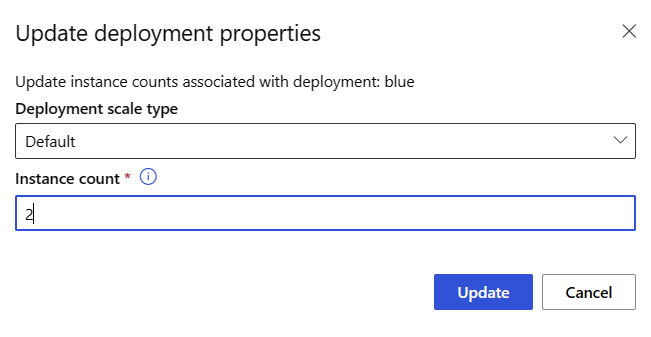 Update deployment properties
Update instance counts associated with deployment: blue
Deployment scale type
Default
Instance count *
2
Update Cancel